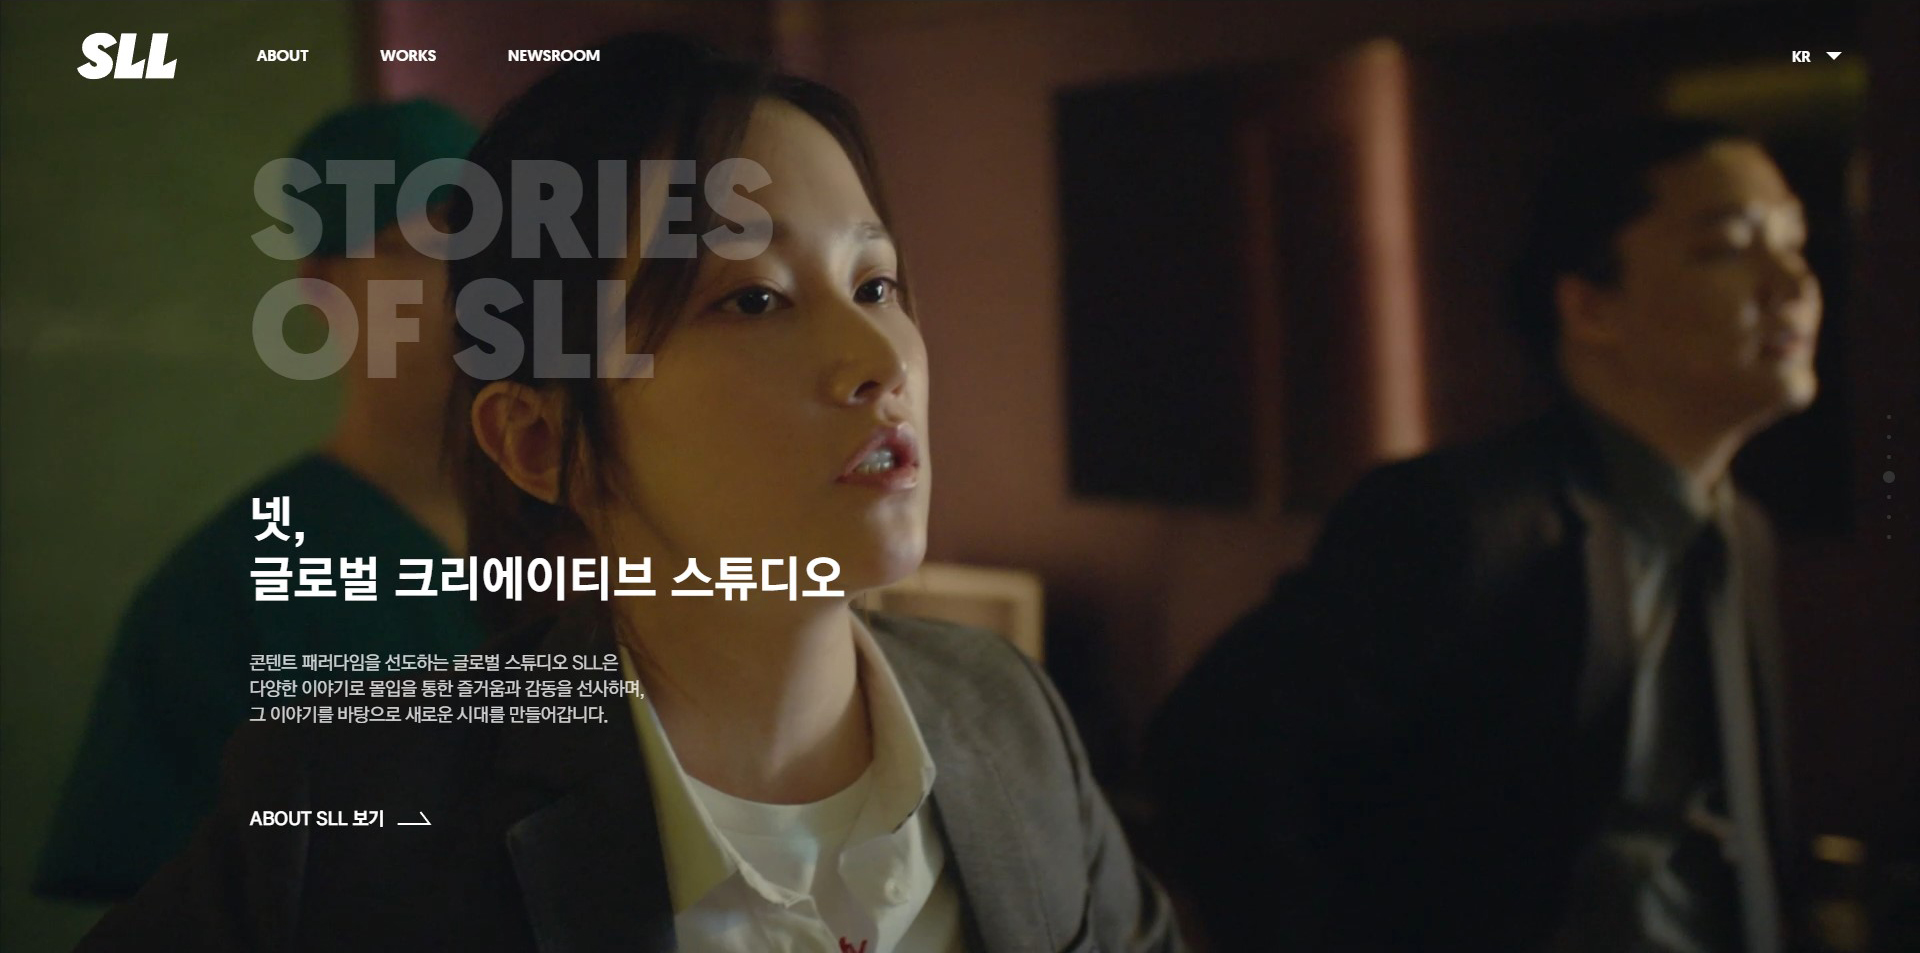 SLL
ABOUT
WORKS
NEWSROOM
KR
STORIES
OF SLL
넷,
글로벌 크리에이티브 스튜디오
콘텐트 패러다임을 선도하는 글로벌 스튜디오 SLL은
다양한 이야기로 몰입을 통한 즐거움과 감동을 선사하며,
그 이야기를 바탕으로 새로운 시대를 만들어갑니다.
ABOUT SLL 보기